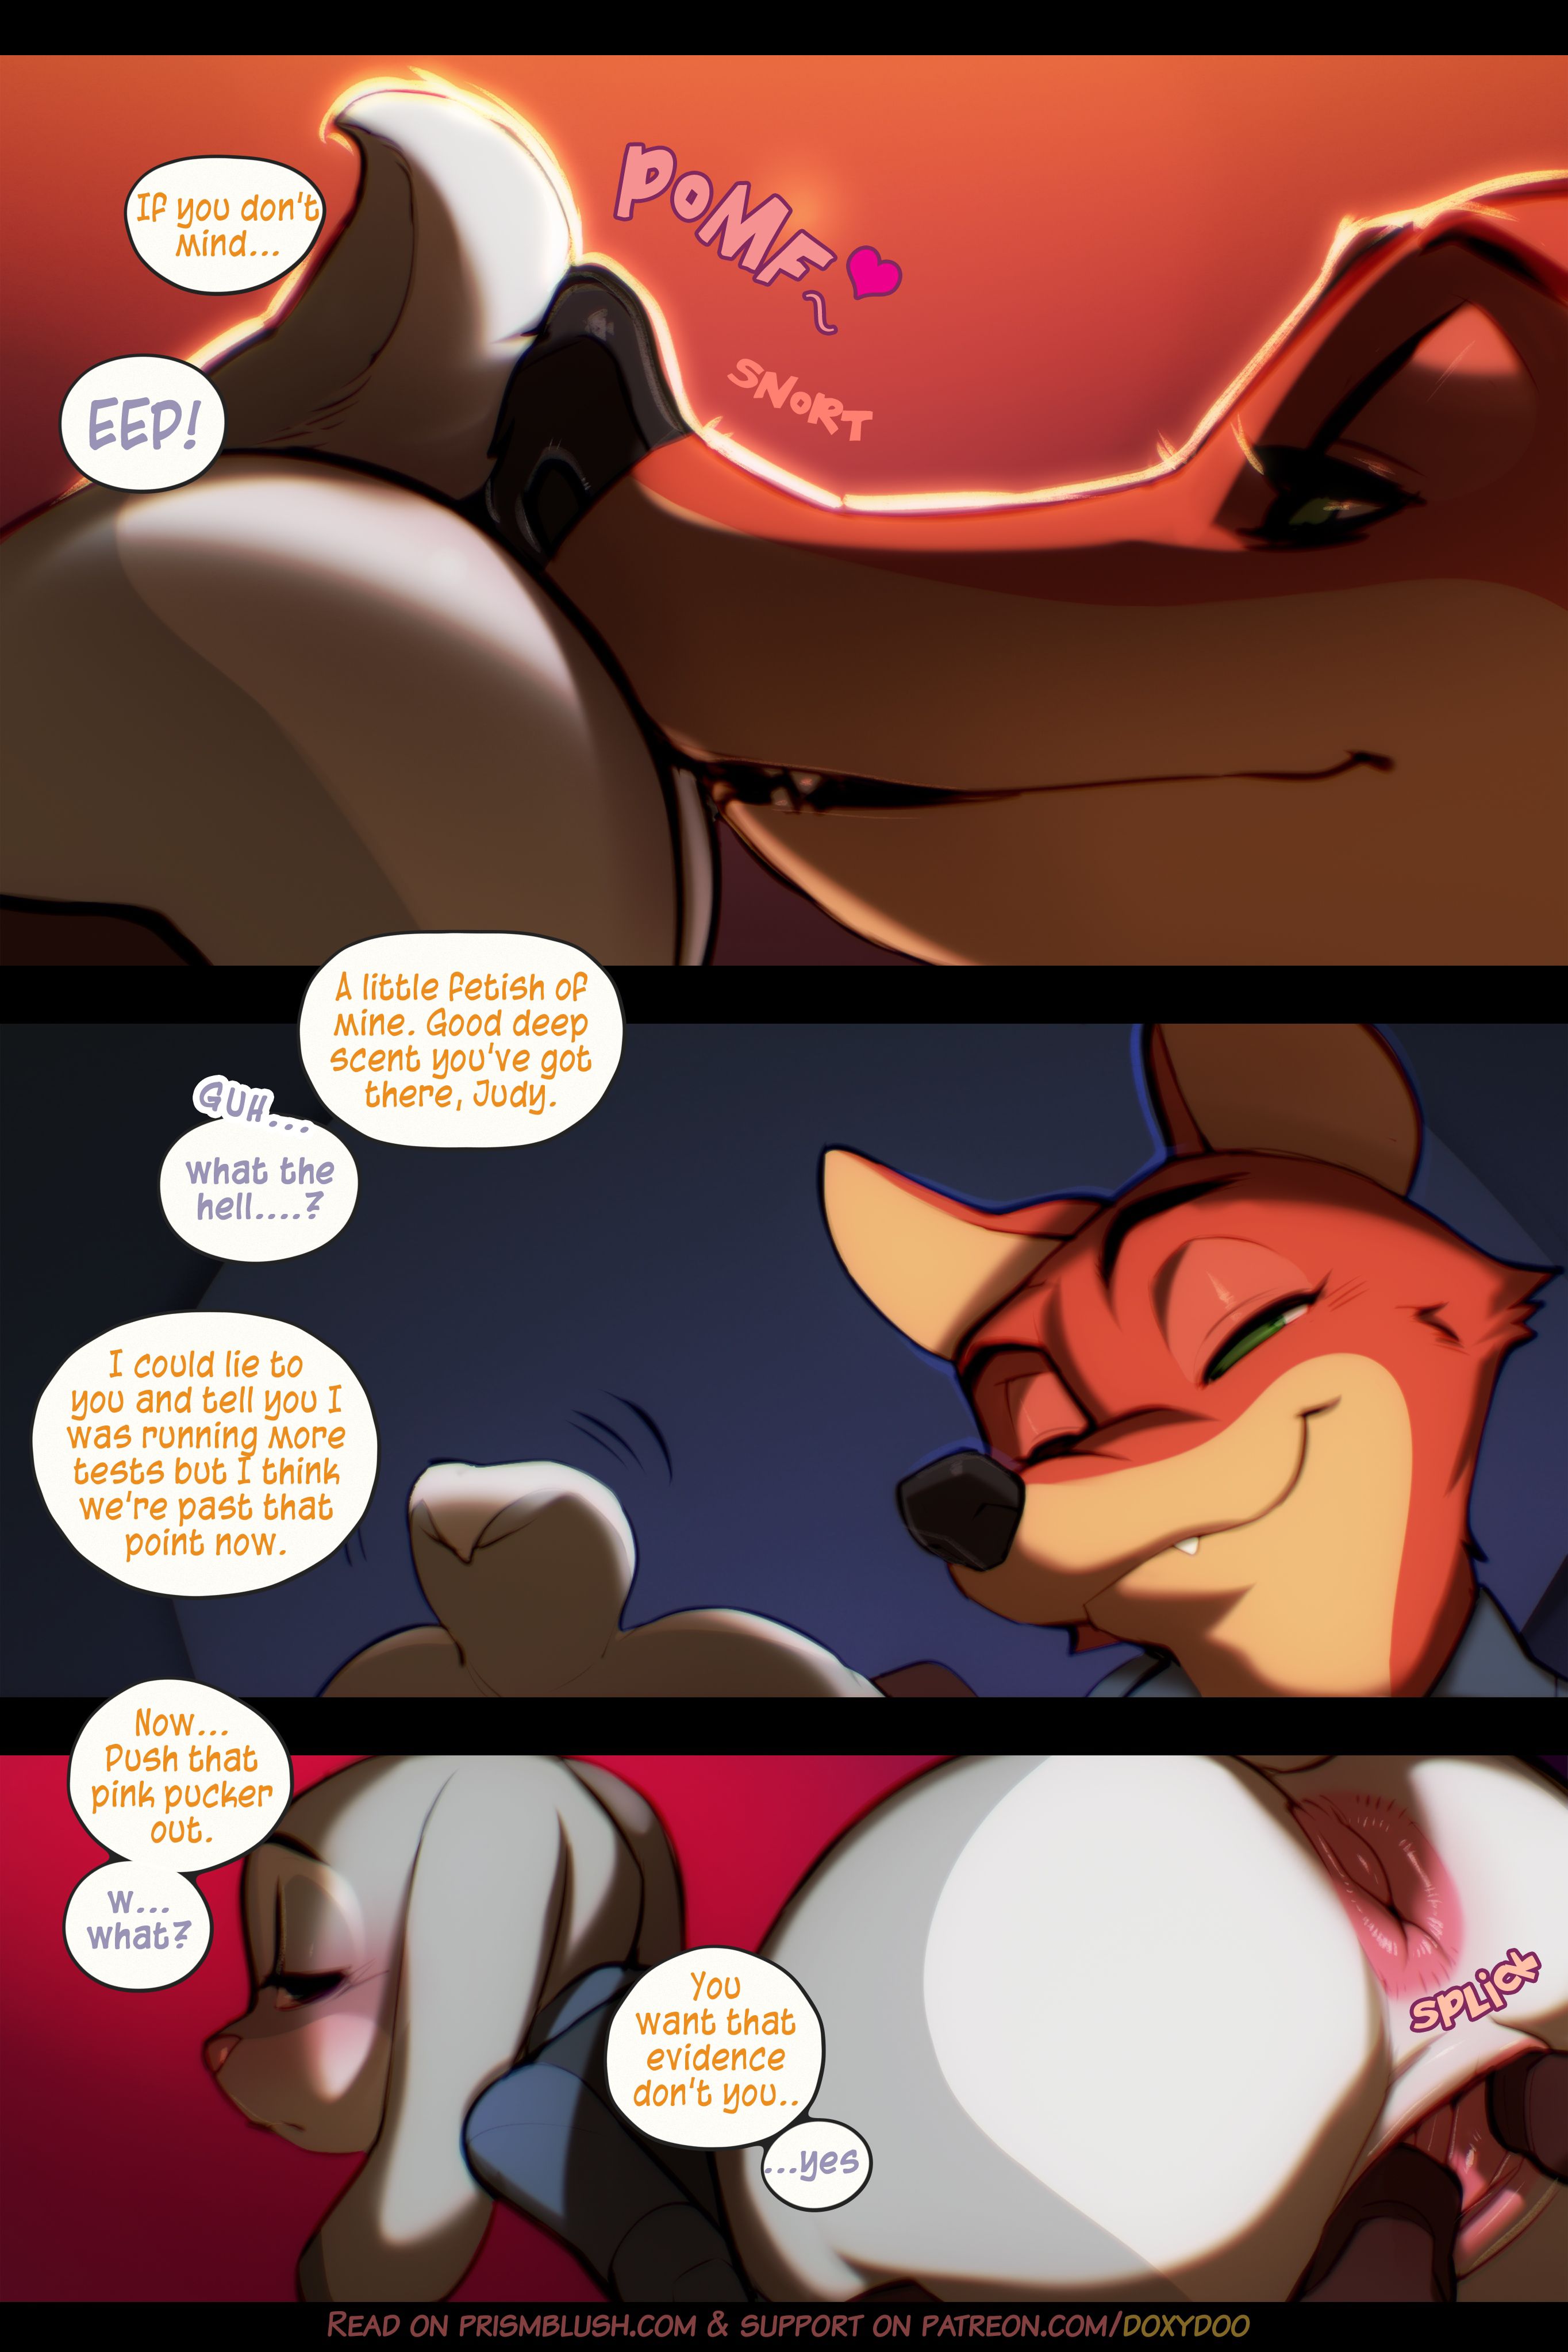 If you don't
mind...
POMF~
SNORT
EEP!
A little fetish of
mine. Good deep
scent you've got
there, Judy.
GUH...
what the
hell....?
I could lie to
you and tell you I
was running more
tests but I think
we're past that
point now.
Now...
Push that
pink pucker
out.
W...
what?
You
want that
evidence
don't you..
...yes
SPLICK
READ ON PRISMBLUSH.COM & SUPPORT ON PATREON.COM/DOXYDOO